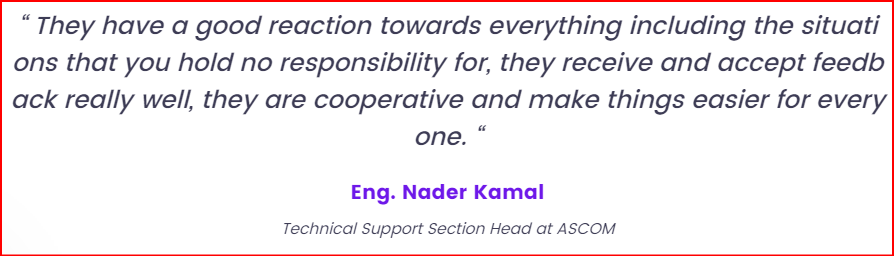 “ They have a good reaction towards everything including the situati
ons that you hold no responsibility for, they receive and accept feedb
ack really well, they are cooperative and make things easier for every
one. “
Eng. Nader Kamal
Technical Support Section Head at ASCOM